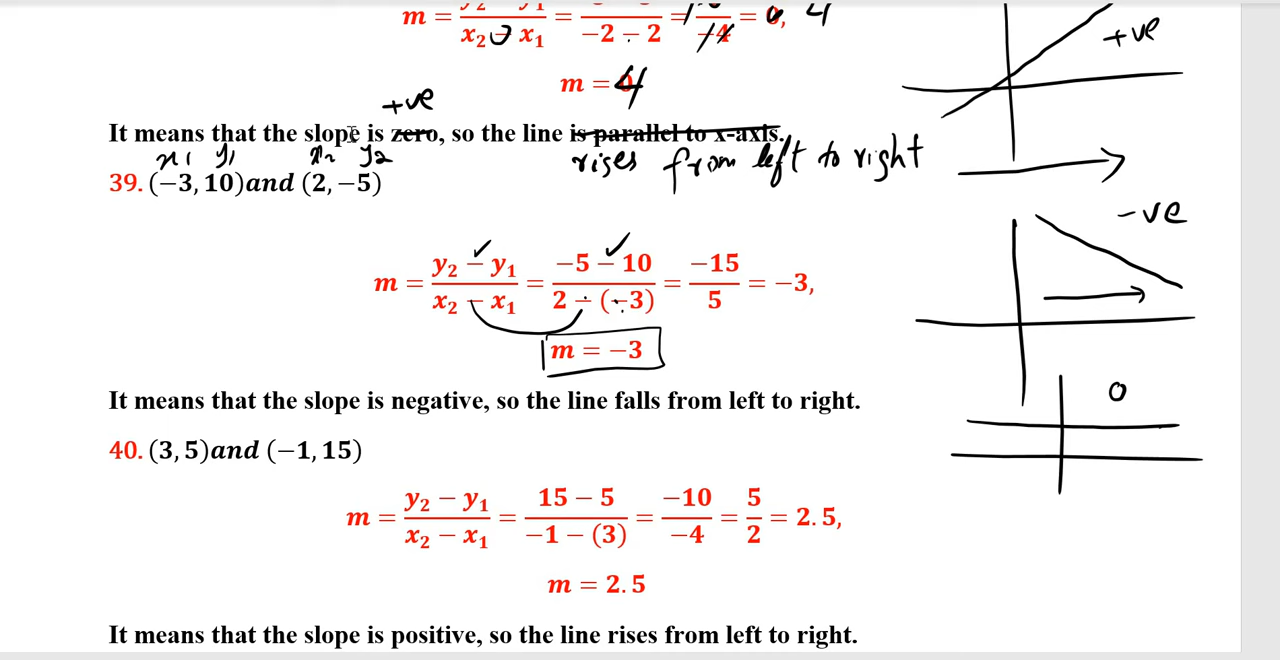 m = y₂ − y₁ / x₂ − x₁ = / −2 − 2 = / −4 = 0, 4
m = 0 4
+ve
It means that the slope is zero, so the line is parallel to x-axis.
rises from left to right
x₁ y₁ x₂ y₂
39. (−3, 10)and (2, −5)
m = y₂ − y₁ / x₂ − x₁ = −5 − 10 / 2 − (−3) = −15 / 5 = −3,
m = −3
It means that the slope is negative, so the line falls from left to right.
40. (3, 5)and (−1, 15)
m = y₂ − y₁ / x₂ − x₁ = 15 − 5 / −1 − (3) = −10 / −4 = 5 / 2 = 2.5,
m = 2.5
It means that the slope is positive, so the line rises from left to right.
+ve
−ve
0